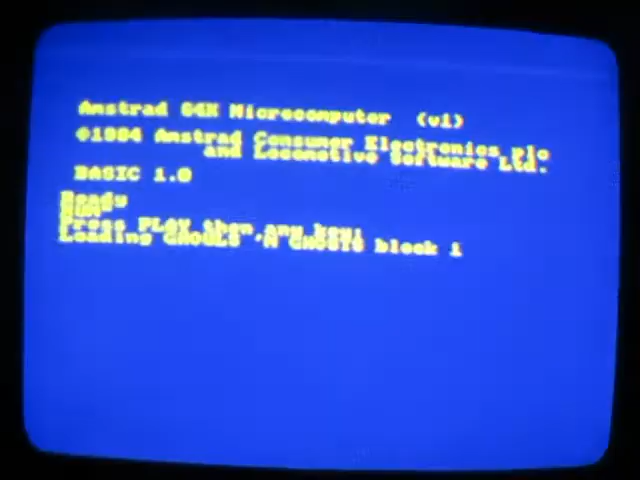 Amstrad 64K Microcomputer (v1)
©1984 Amstrad Consumer Electronics plc
and Locomotive Software Ltd.
BASIC 1.0
Ready
RUN"
Press PLAY then any key:
Loading GHOULS 'N GHOSTS block 1